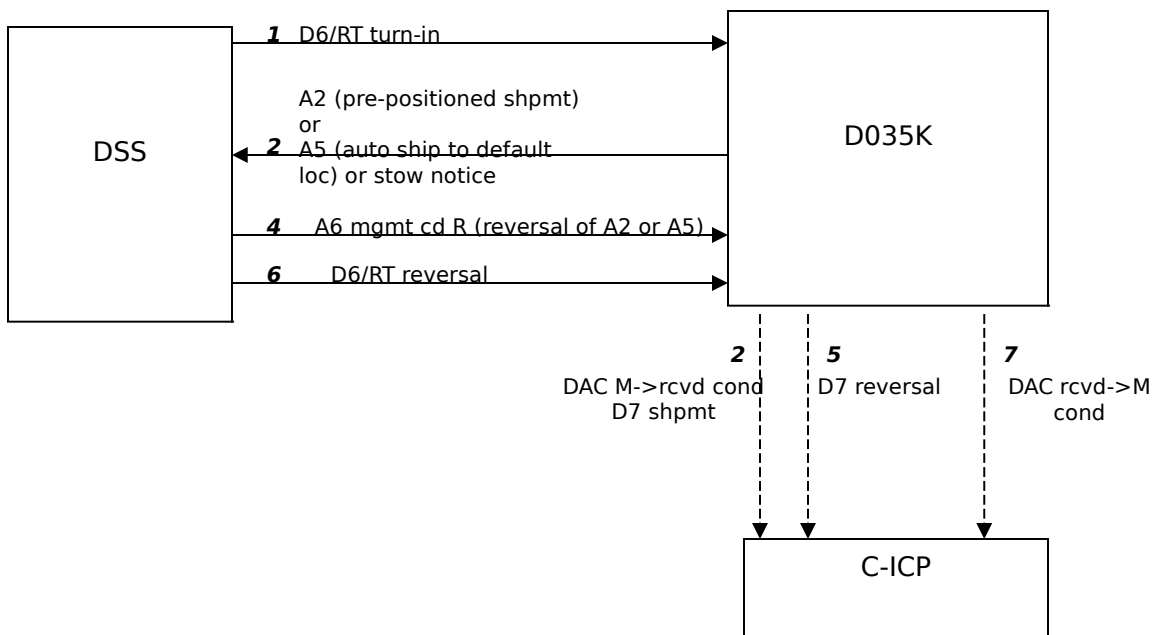 1 D6/RT turn-in
A2 (pre-positioned shpmt)
or
2 A5 (auto ship to default
loc) or stow notice
DSS
D035K
4 A6 mgmt cd R (reversal of A2 or A5)
6 D6/RT reversal
2
DAC M->rcvd cond
D7 shpmt
5
D7 reversal
7
DAC rcvd->M
cond
C-ICP